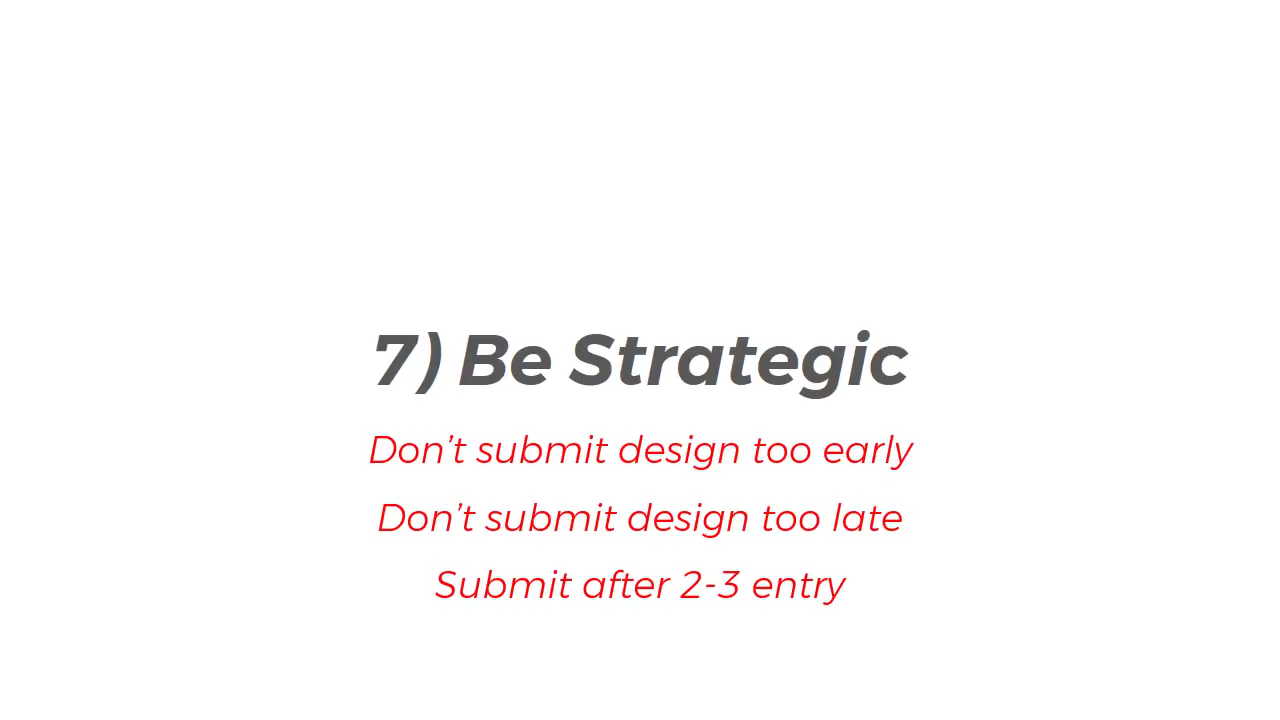 7) Be Strategic
Don’t submit design too early
Don’t submit design too late
Submit after 2-3 entry